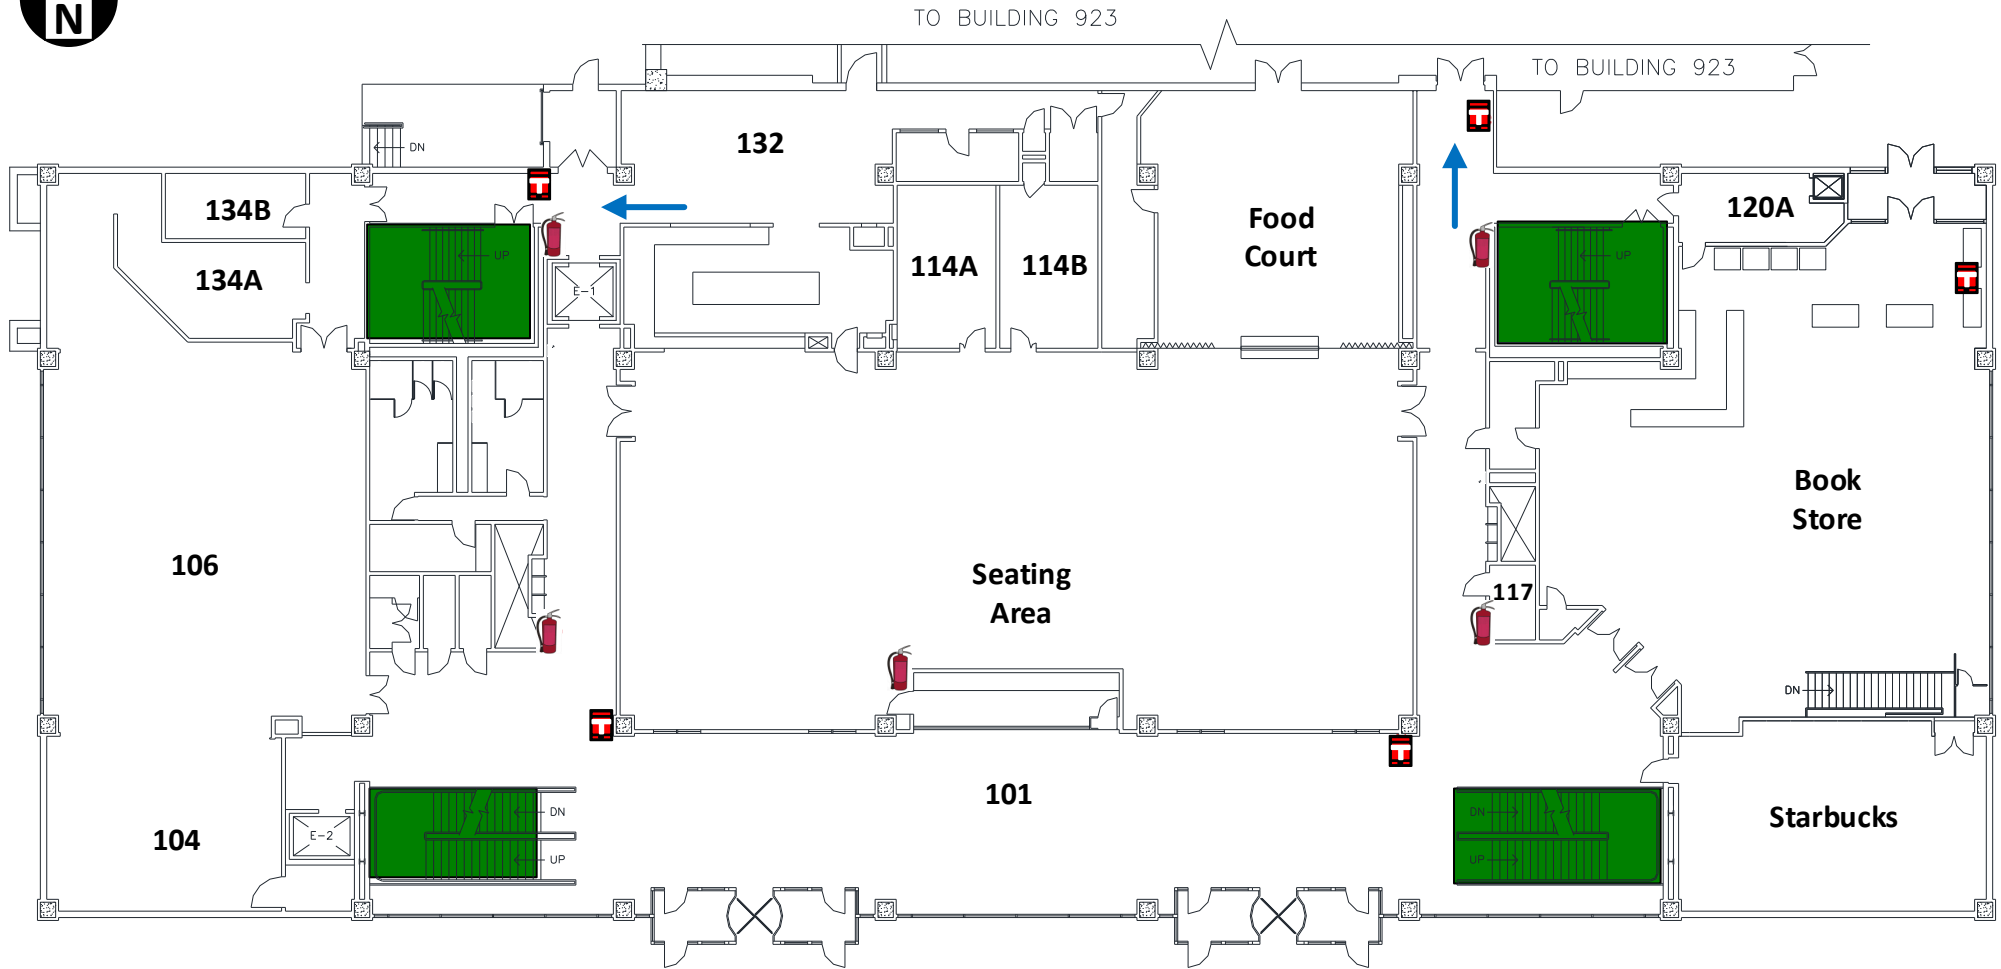 N
TO BUILDING 923
TO BUILDING 923
132
DN
134B
120A
Food
Court
134A
UP
114A
114B
UP
E-1
Book
Store
106
Seating
Area
117
DN
101
DN
DN
Starbucks
104
E-2
UP
UP